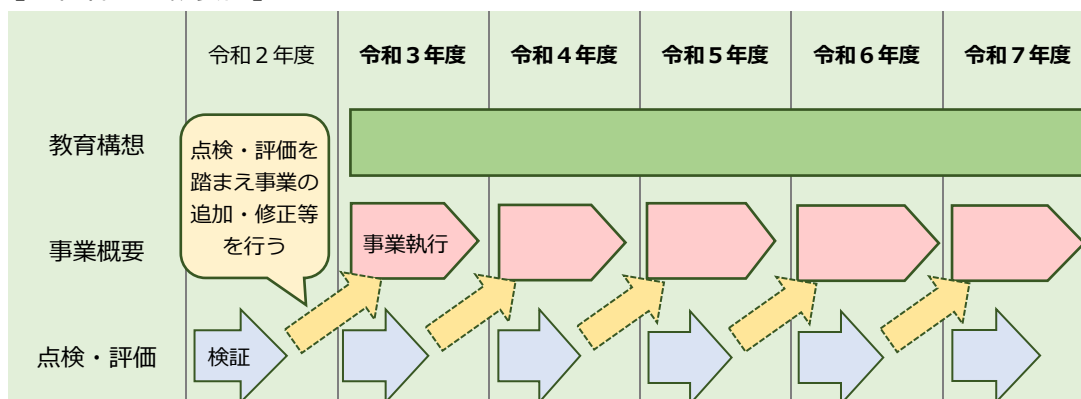 令和２年度
令和３年度
令和４年度
令和５年度
令和６年度
令和７年度
教育構想
点検・評価を
踏まえ事業の
追加・修正等
を行う
事業概要
事業執行
点検・評価
検証